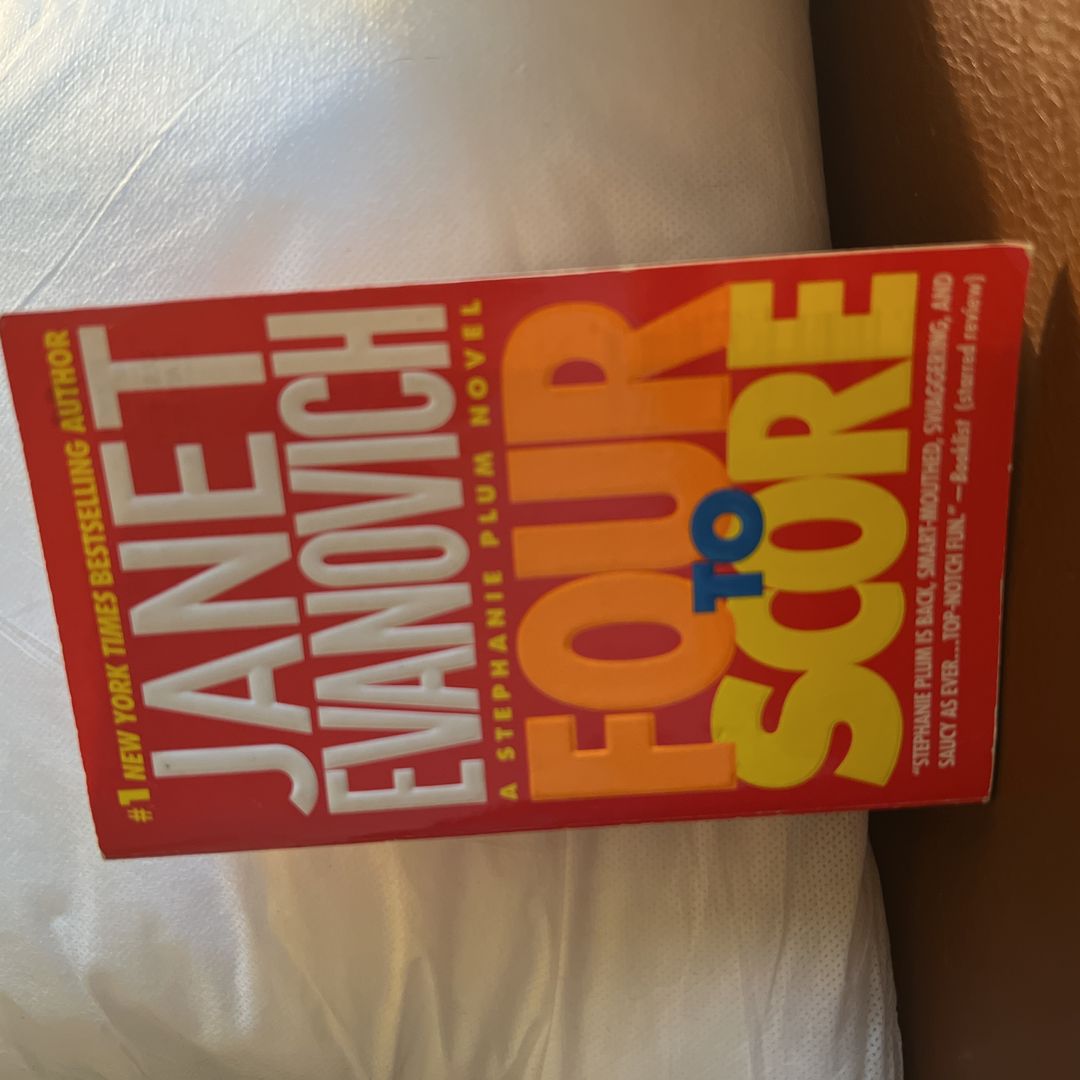 #1 NEW YORK TIMES BESTSELLING AUTHOR
JANET
EVANOVICH
A STEPHANIE PLUM NOVEL
FOUR
TO
SCORE
"STEPHANIE PLUM IS BACK, SMART-MOUTHED, SWAGGERING, AND
SAUCY AS EVER....TOP-NOTCH FUN." —Booklist (starred review)